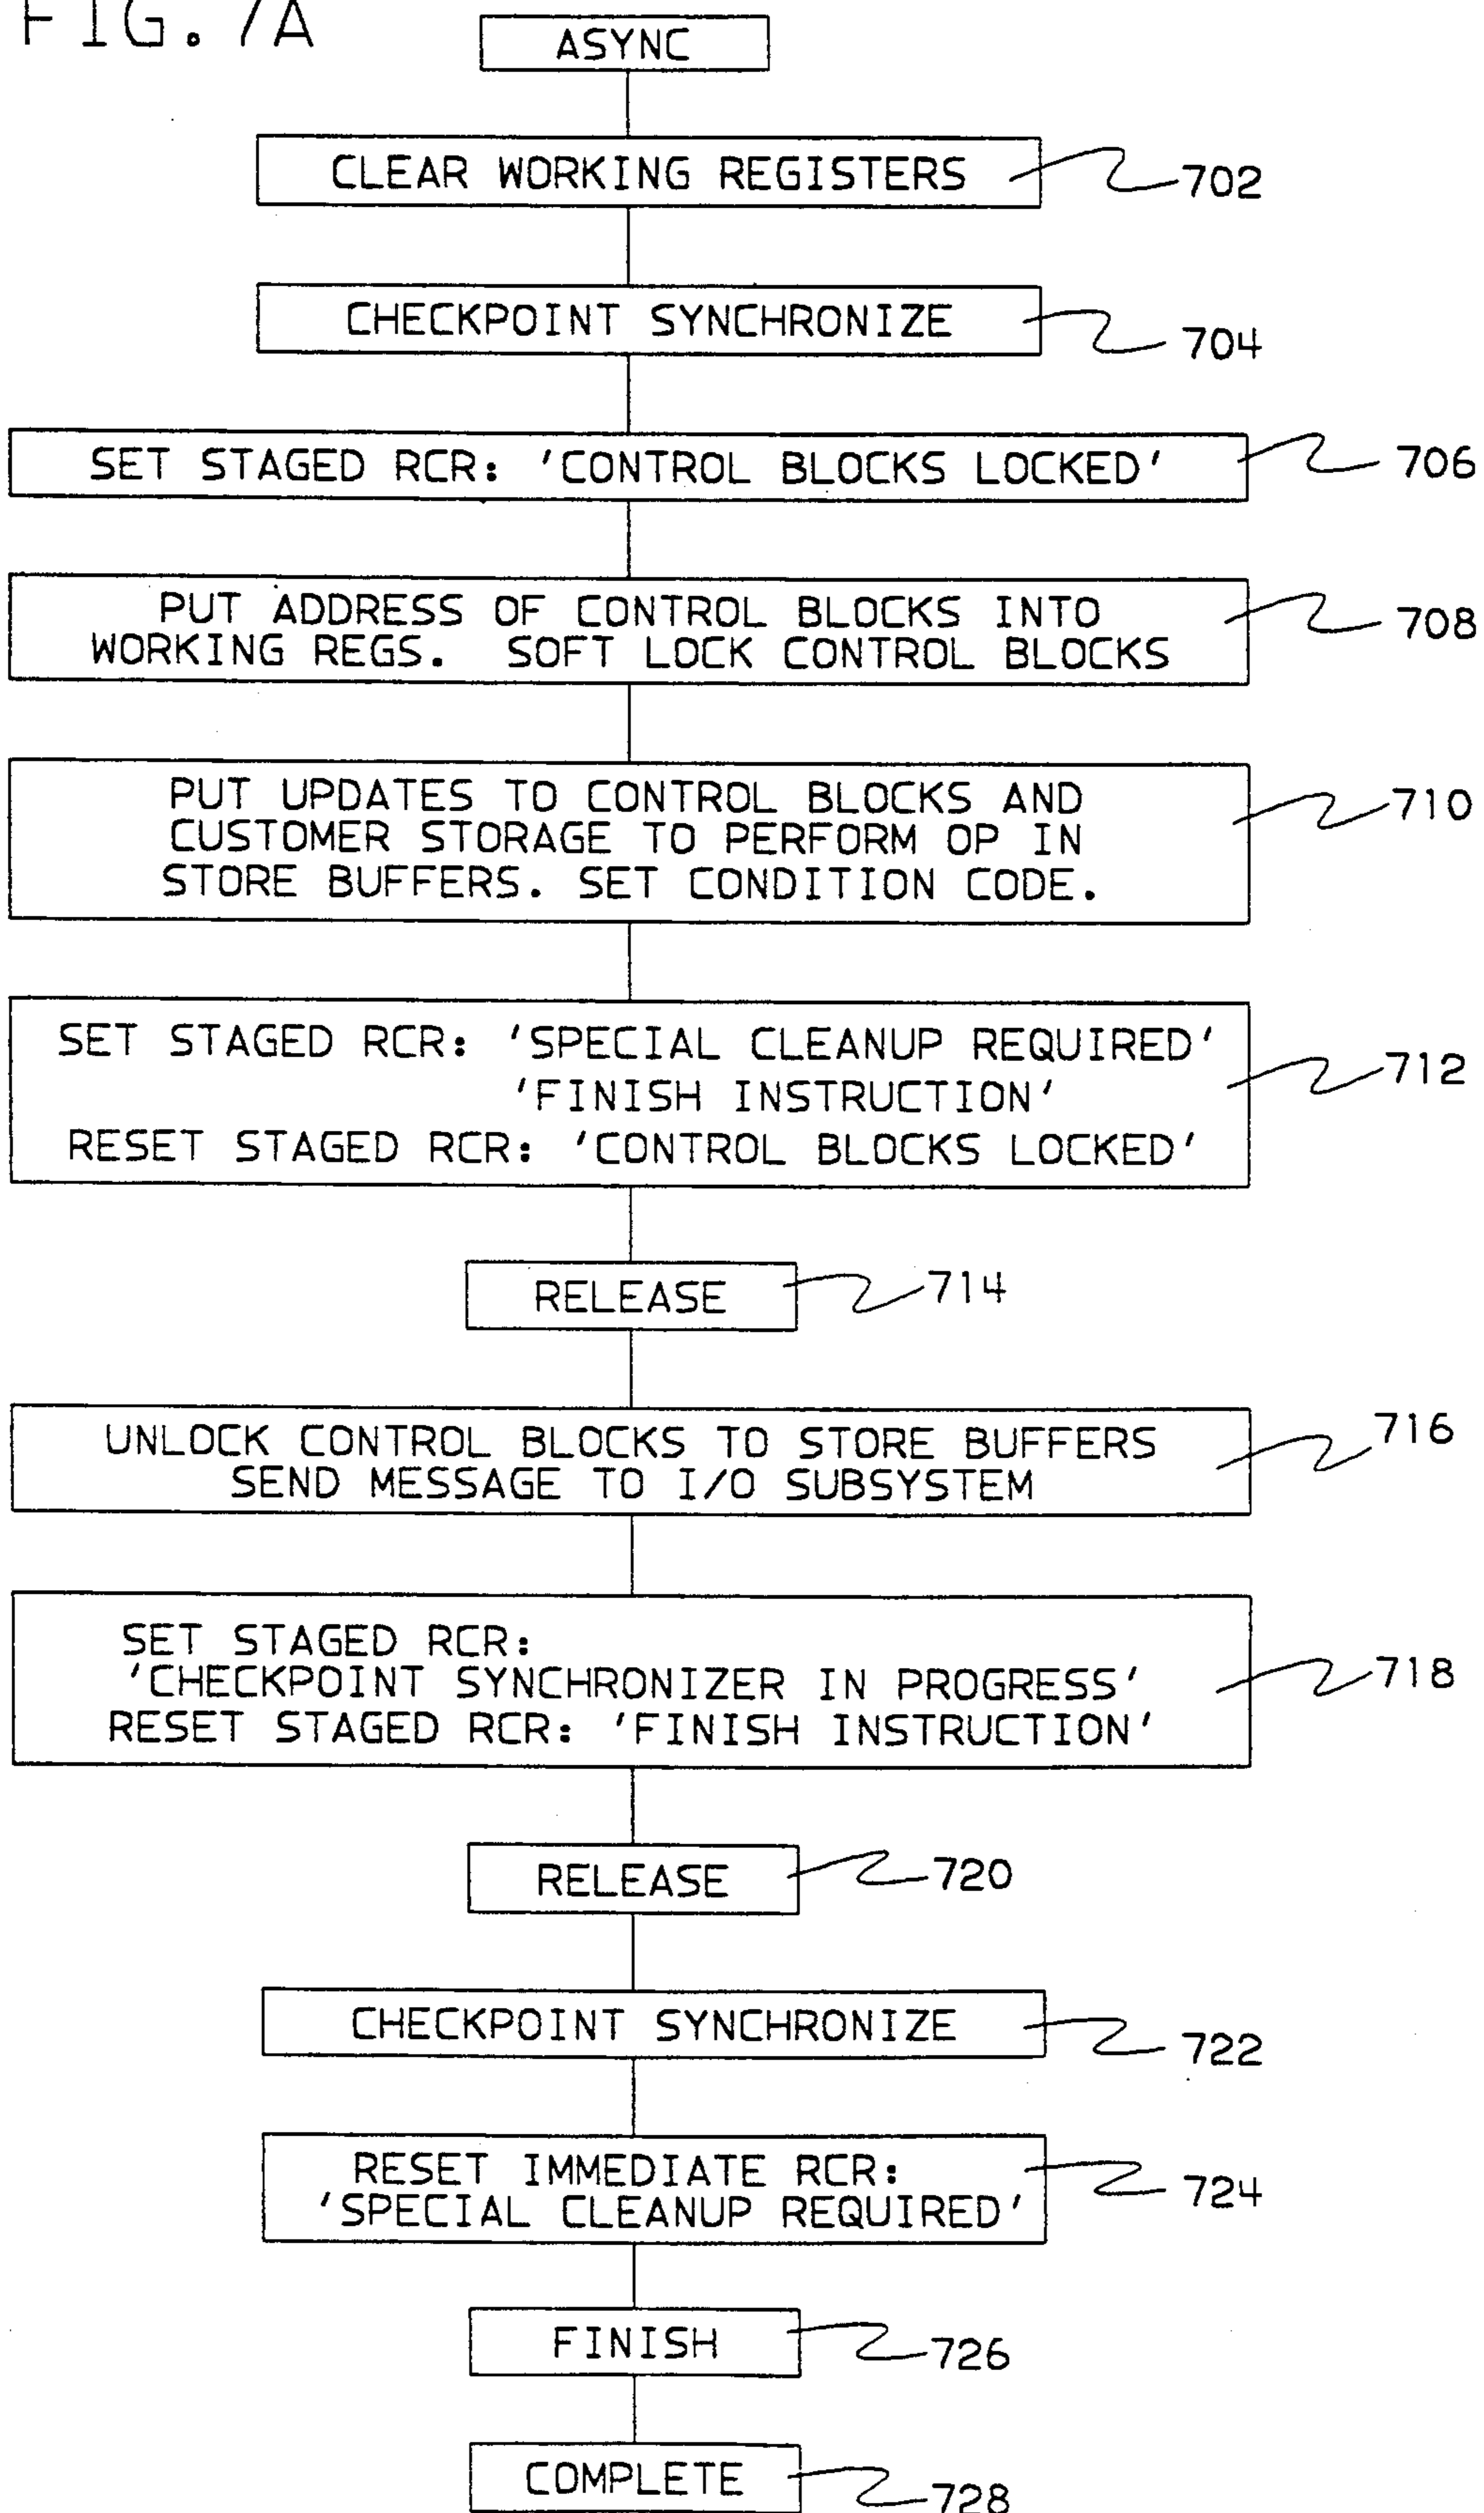 FIG. 7A
ASYNC
CLEAR WORKING REGISTERS
702
CHECKPOINT SYNCHRONIZE
704
SET STAGED RCR: 'CONTROL BLOCKS LOCKED'
706
PUT ADDRESS OF CONTROL BLOCKS INTO
WORKING REGS. SOFT LOCK CONTROL BLOCKS
708
PUT UPDATES TO CONTROL BLOCKS AND
CUSTOMER STORAGE TO PERFORM OP IN
STORE BUFFERS. SET CONDITION CODE.
710
SET STAGED RCR: 'SPECIAL CLEANUP REQUIRED'
'FINISH INSTRUCTION'
RESET STAGED RCR: 'CONTROL BLOCKS LOCKED'
712
RELEASE
714
UNLOCK CONTROL BLOCKS TO STORE BUFFERS
SEND MESSAGE TO I/O SUBSYSTEM
716
SET STAGED RCR:
'CHECKPOINT SYNCHRONIZER IN PROGRESS'
RESET STAGED RCR: 'FINISH INSTRUCTION'
718
RELEASE
720
CHECKPOINT SYNCHRONIZE
722
RESET IMMEDIATE RCR:
'SPECIAL CLEANUP REQUIRED'
724
FINISH
726
COMPLETE
728